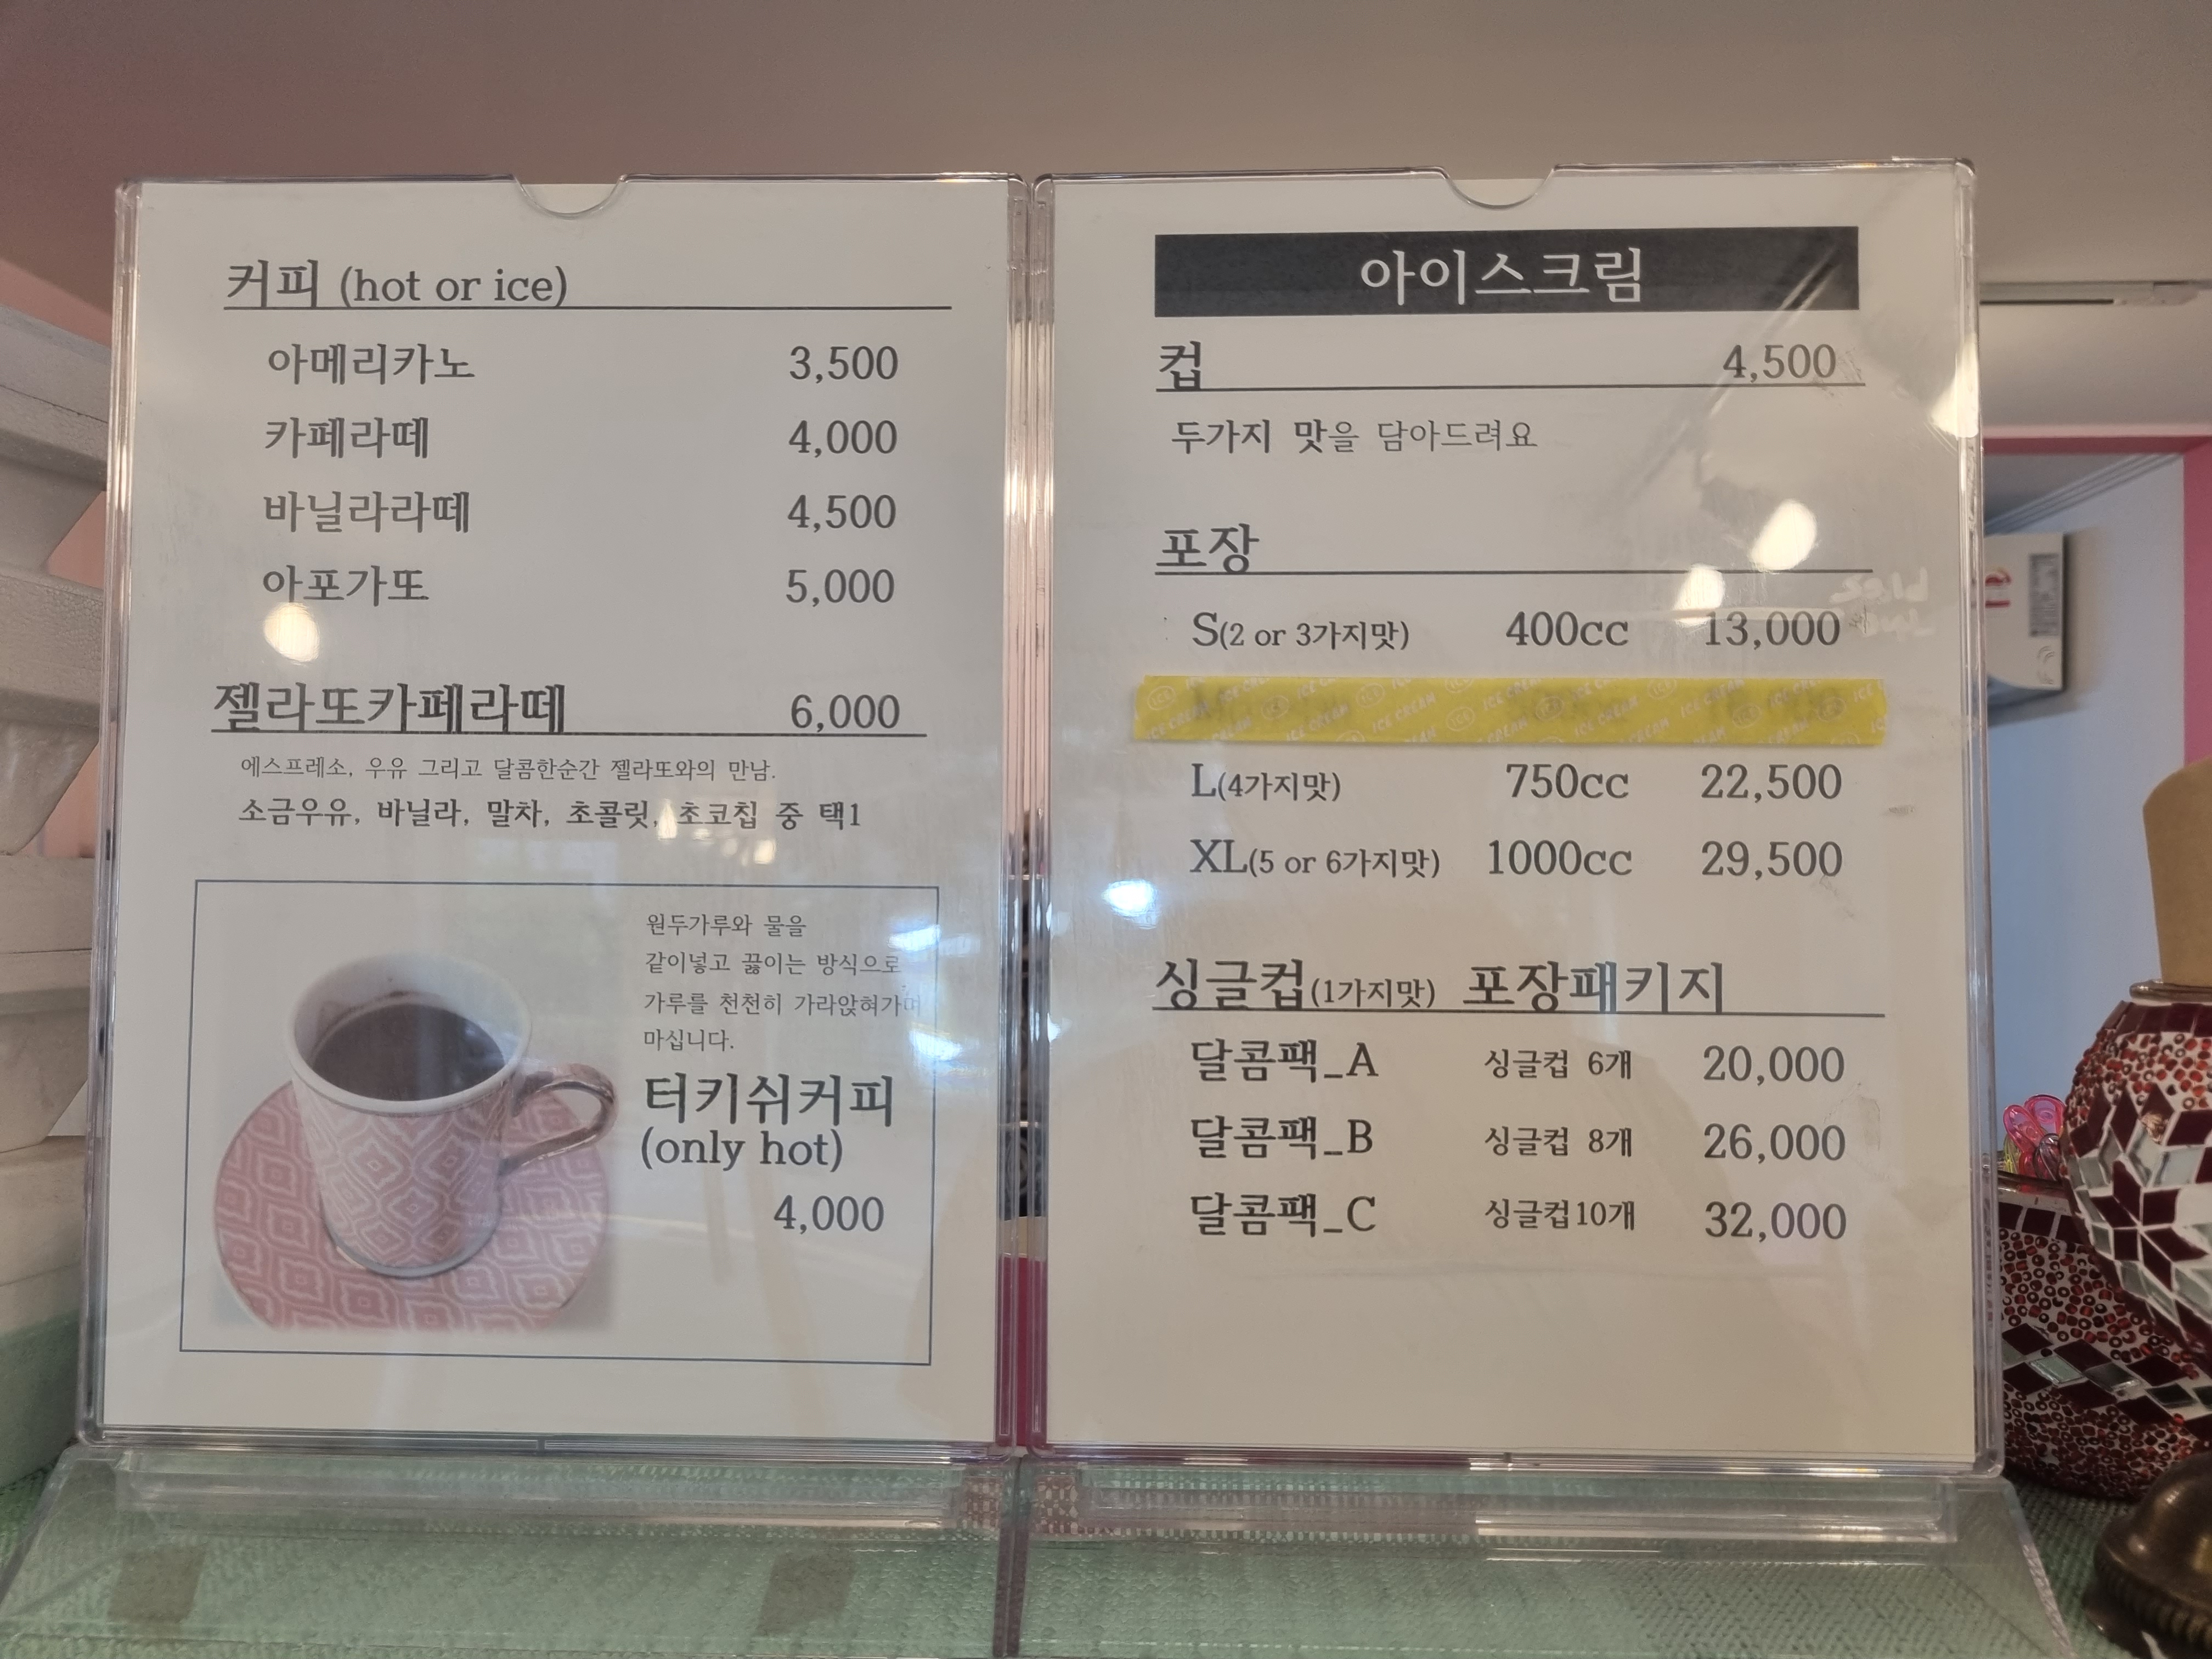 커피 (hot or ice)
아메리카노 3,500
카페라떼 4,000
바닐라라떼 4,500
아포가또 5,000
젤라또카페라떼 6,000
에스프레소, 우유 그리고 달콤한순간 젤라또와의 만남.
소금우유, 바닐라, 말차, 초콜릿, 초코칩 중 택1
원두가루와 물을
같이넣고 끓이는 방식으로
가루를 천천히 가라앉혀가며
마십니다.
터키쉬커피
(only hot)
4,000
아이스크림
컵 4,500
두가지 맛을 담아드려요
포장
S(2 or 3가지맛) 400cc 13,000
ICE CREAM ICE CREAM ICE CREAM ICE CREAM
L(4가지맛) 750cc 22,500
XL(5 or 6가지맛) 1000cc 29,500
싱글컵(1가지맛) 포장패키지
달콤팩_A 싱글컵 6개 20,000
달콤팩_B 싱글컵 8개 26,000
달콤팩_C 싱글컵10개 32,000